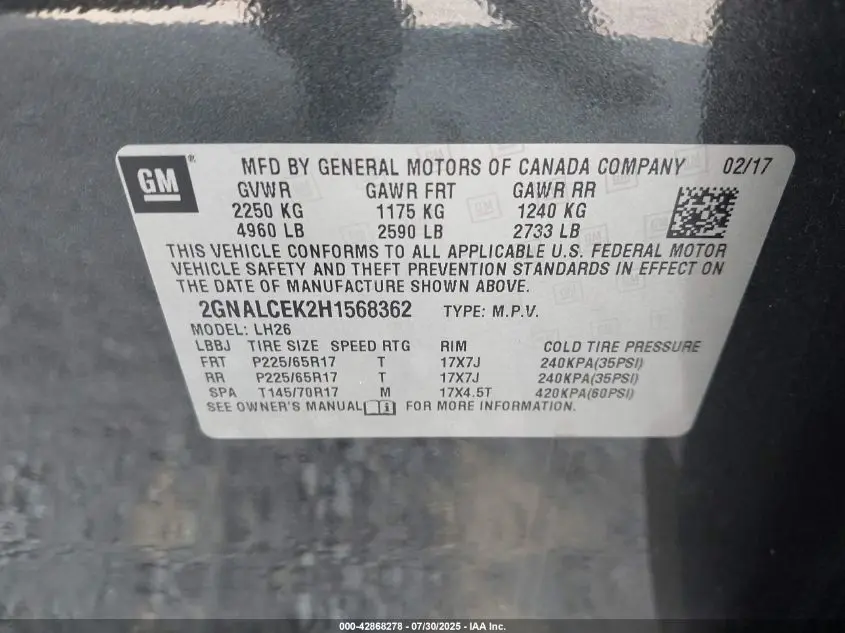 GM
MFD BY GENERAL MOTORS OF CANADA COMPANY 02/17
GVWR GAWR FRT GAWR RR
2250 KG 1175 KG 1240 KG
4960 LB 2590 LB 2733 LB
THIS VEHICLE CONFORMS TO ALL APPLICABLE U.S. FEDERAL MOTOR
VEHICLE SAFETY AND THEFT PREVENTION STANDARDS IN EFFECT ON
THE DATE OF MANUFACTURE SHOWN ABOVE.
2GNALCEK2H1568362 TYPE: M.P.V.
MODEL: LH26
LBBJ TIRE SIZE SPEED RTG RIM COLD TIRE PRESSURE
FRT P225/65R17 T 17X7J 240KPA(35PSI)
RR P225/65R17 T 17X7J 240KPA(35PSI)
SPA T145/70R17 M 17X4.5T 420KPA(60PSI)
SEE OWNER'S MANUAL FOR MORE INFORMATION.
000-42868278 - 07/30/2025 - IAA Inc.